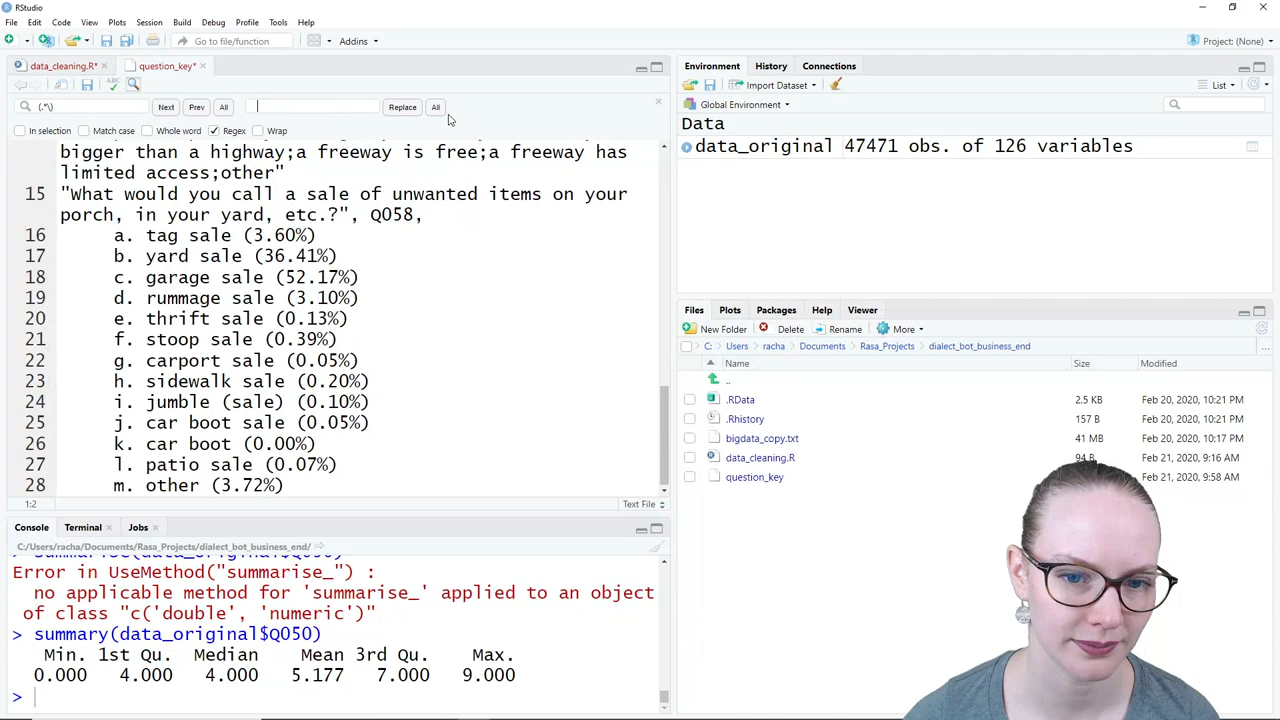 RStudio
File Edit Code View Plots Session Build Debug Profile Tools Help
Go to file/function Addins Project: (None)
data_cleaning.R* question_key*
(.*\)
Next Prev All Replace All
In selection Match case Whole word Regex Wrap
bigger than a highway;a freeway is free;a freeway has
limited access;other"
15 "What would you call a sale of unwanted items on your
porch, in your yard, etc.?", Q058,
16 a. tag sale (3.60%)
17 b. yard sale (36.41%)
18 c. garage sale (52.17%)
19 d. rummage sale (3.10%)
20 e. thrift sale (0.13%)
21 f. stoop sale (0.39%)
22 g. carport sale (0.05%)
23 h. sidewalk sale (0.20%)
24 i. jumble (sale) (0.10%)
25 j. car boot sale (0.05%)
26 k. car boot (0.00%)
27 l. patio sale (0.07%)
28 m. other (3.72%)
1:2 Text File
Console Terminal Jobs
C:/Users/racha/Documents/Rasa_Projects/dialect_bot_business_end/
Error in UseMethod("summarise_") :
no applicable method for 'summarise_' applied to an object
of class "c('double', 'numeric')"
> summary(data_original$Q050)
Min. 1st Qu. Median Mean 3rd Qu. Max.
0.000 4.000 4.000 5.177 7.000 9.000
>
Environment History Connections
Import Dataset List
Global Environment
Data
data_original 47471 obs. of 126 variables
Files Plots Packages Help Viewer
New Folder Delete Rename More
C: Users racha Documents Rasa_Projects dialect_bot_business_end
Name Size Modified
..
.RData 2.5 KB Feb 20, 2020, 10:21 PM
.Rhistory 157 B Feb 20, 2020, 10:21 PM
bigdata_copy.txt 41 MB Feb 20, 2020, 10:17 PM
data_cleaning.R 94 B Feb 21, 2020, 9:16 AM
question_key Feb 21, 2020, 9:58 AM